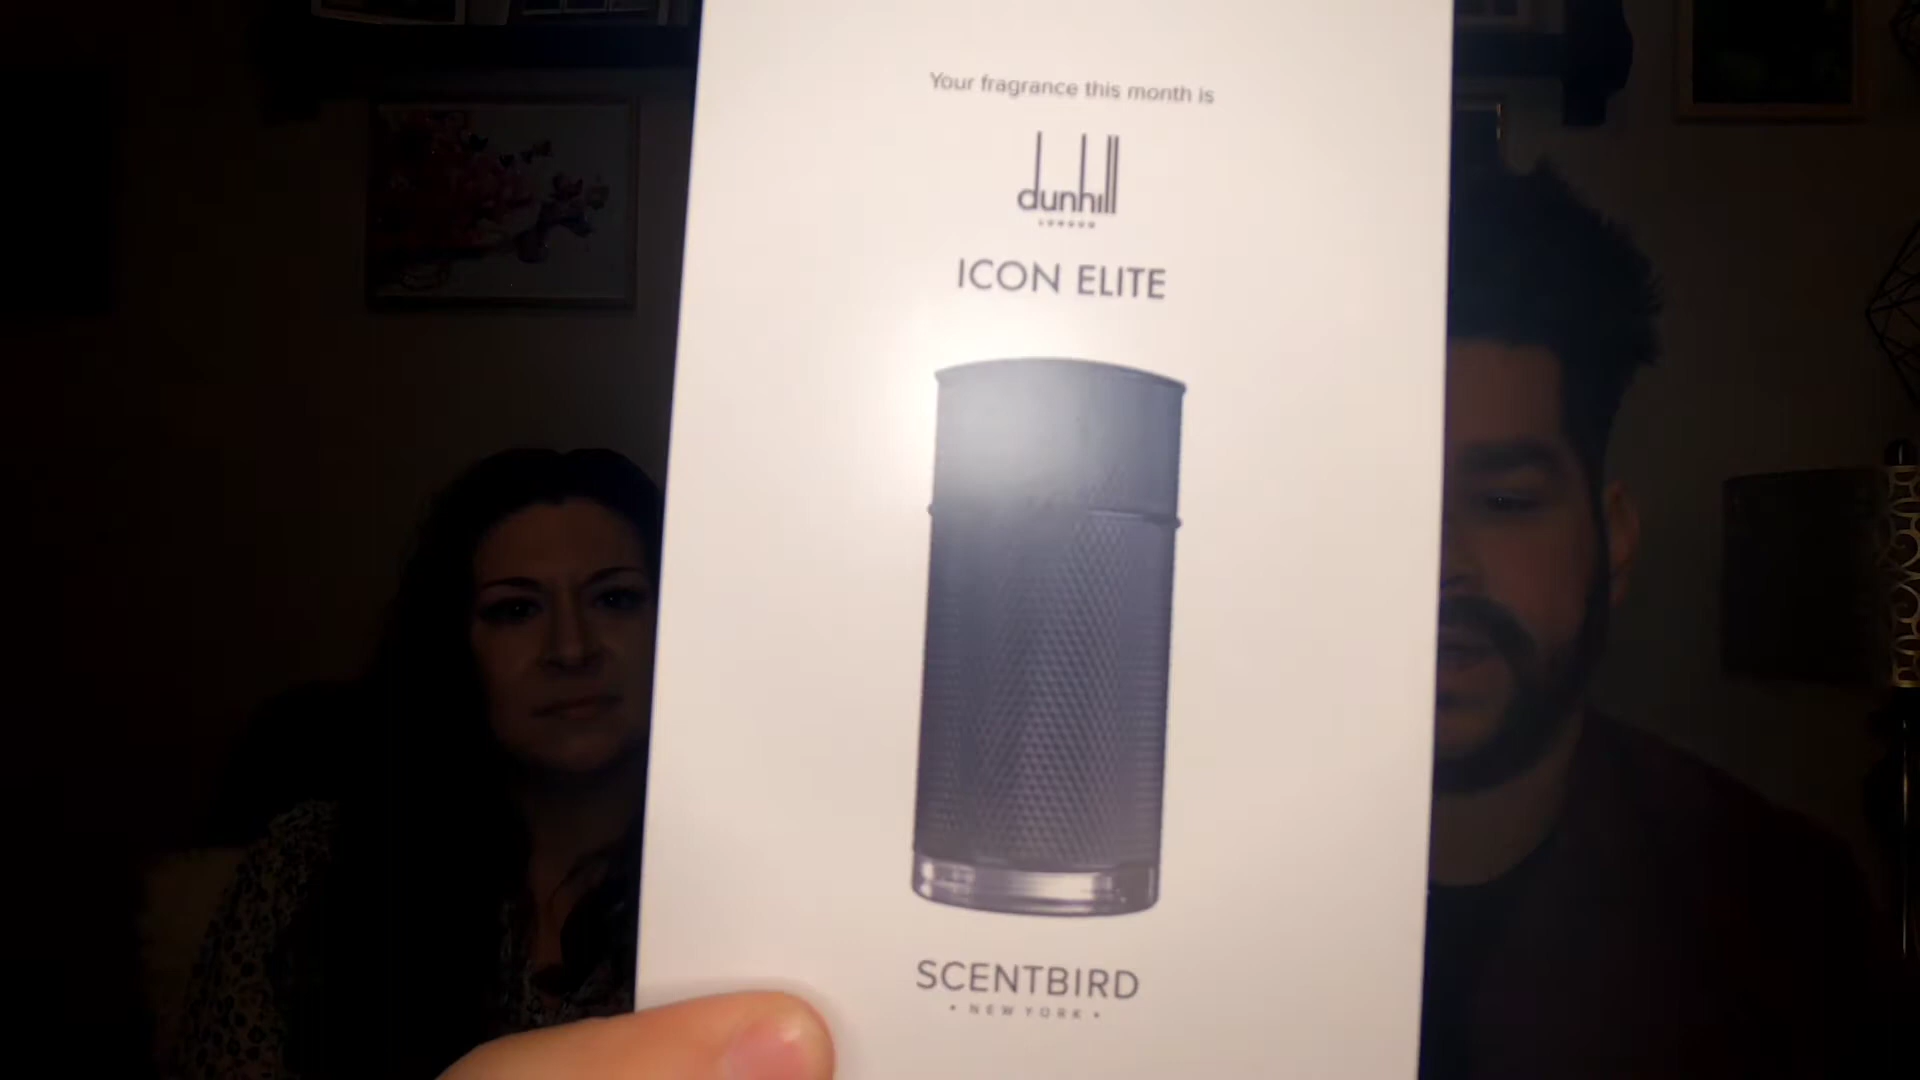 Your fragrance this month is
dunhill
LONDON
ICON ELITE
SCENTBIRD
• NEW YORK •